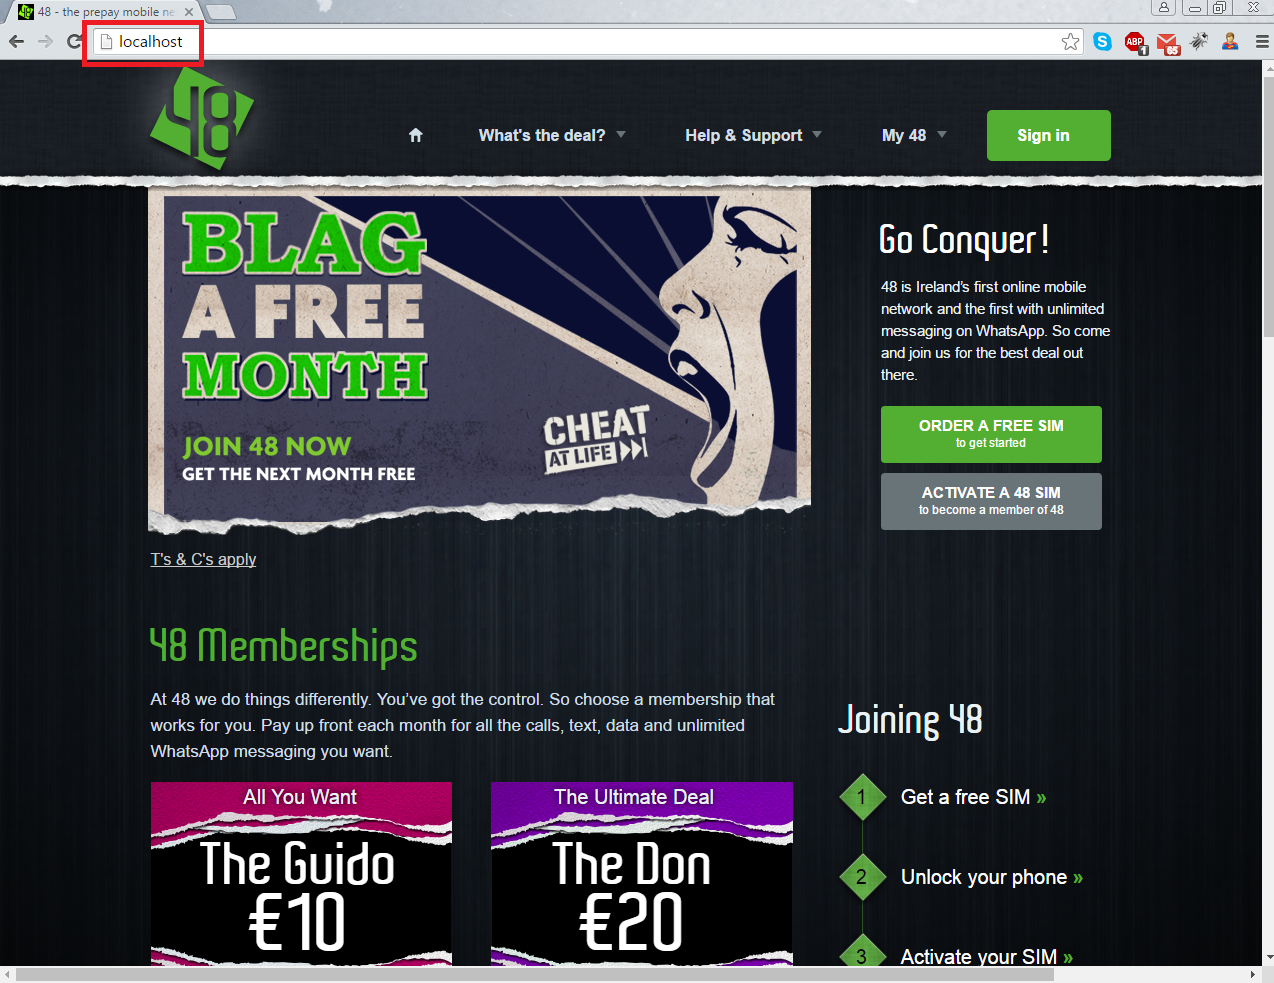 48 - the prepay mobile ne
localhost
ABP
1
65
48
What's the deal?
Help & Support
My 48
Sign in
BLAG
A FREE
MONTH
JOIN 48 NOW
GET THE NEXT MONTH FREE
CHEAT
AT LIFE
T's & C's apply
Go Conquer!
48 is Ireland's first online mobile
network and the first with unlimited
messaging on WhatsApp. So come
and join us for the best deal out
there.
ORDER A FREE SIM
to get started
ACTIVATE A 48 SIM
to become a member of 48
48 Memberships
At 48 we do things differently. You've got the control. So choose a membership that
works for you. Pay up front each month for all the calls, text, data and unlimited
WhatsApp messaging you want.
All You Want
The Guido
€10
The Ultimate Deal
The Don
€20
Joining 48
1 Get a free SIM »
2 Unlock your phone »
3 Activate your SIM »